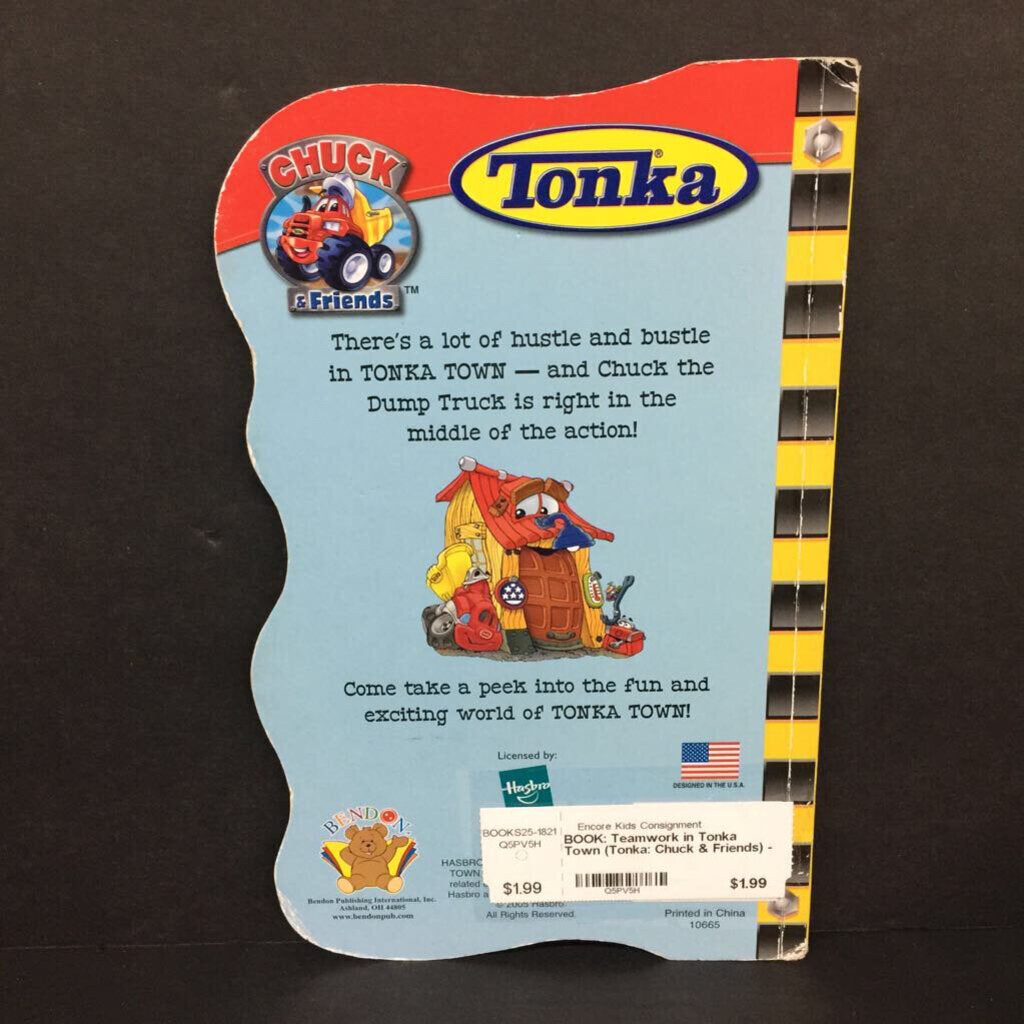 CHUCK
& Friends
TM
Tonka
®
There's a lot of hustle and bustle
in TONKA TOWN — and Chuck the
Dump Truck is right in the
middle of the action!
Come take a peek into the fun and
exciting world of TONKA TOWN!
Licensed by:
Hasbro
DESIGNED IN THE U.S.A.
BENDON
Bendon Publishing International, Inc.
Ashland, OH 44805
www.bendonpub.com
HASBRO
TOWN
related
Hasbro
© 2005 Hasbro.
All Rights Reserved.
BOOKS25-1821
Q5PV5H
$1.99
Encore Kids Consignment
BOOK: Teamwork in Tonka
Town (Tonka: Chuck & Friends) -
Q5PV5H
$1.99
Printed in China
10665